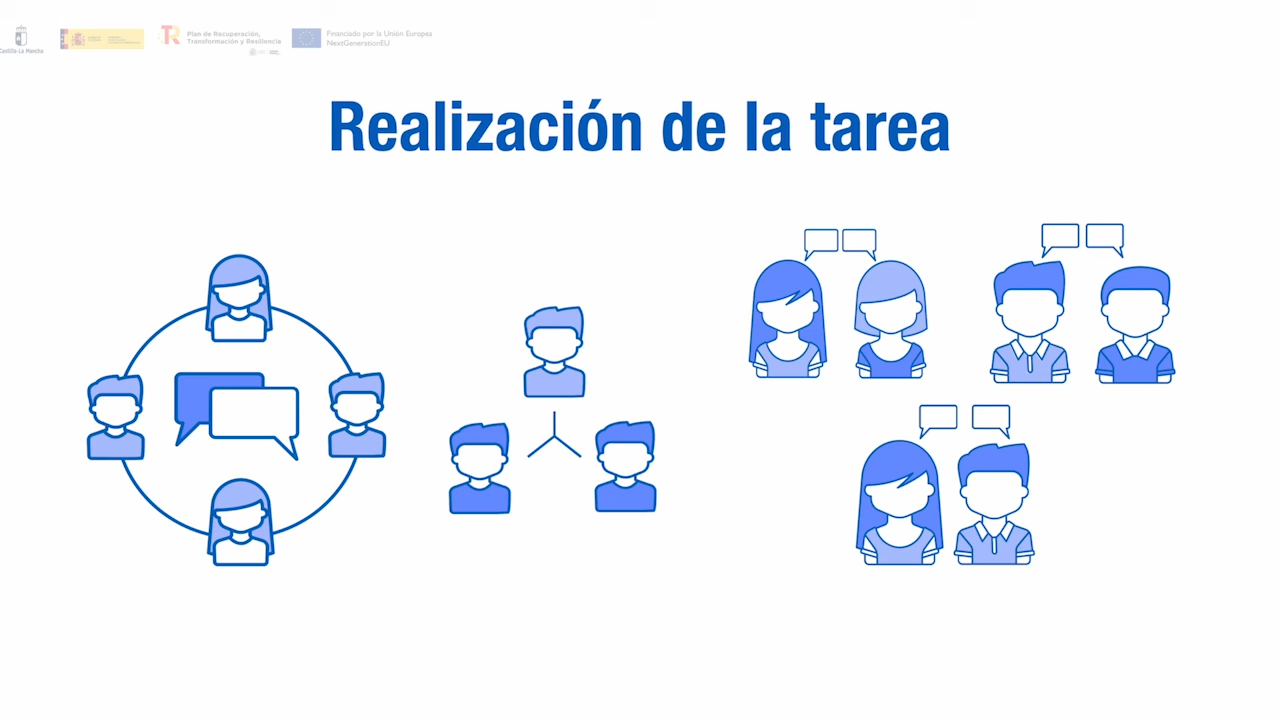 Castilla-La Mancha
Plan de Recuperación,
Transformación y Resiliencia
Financiado por la Unión Europea
NextGenerationEU
Realización de la tarea